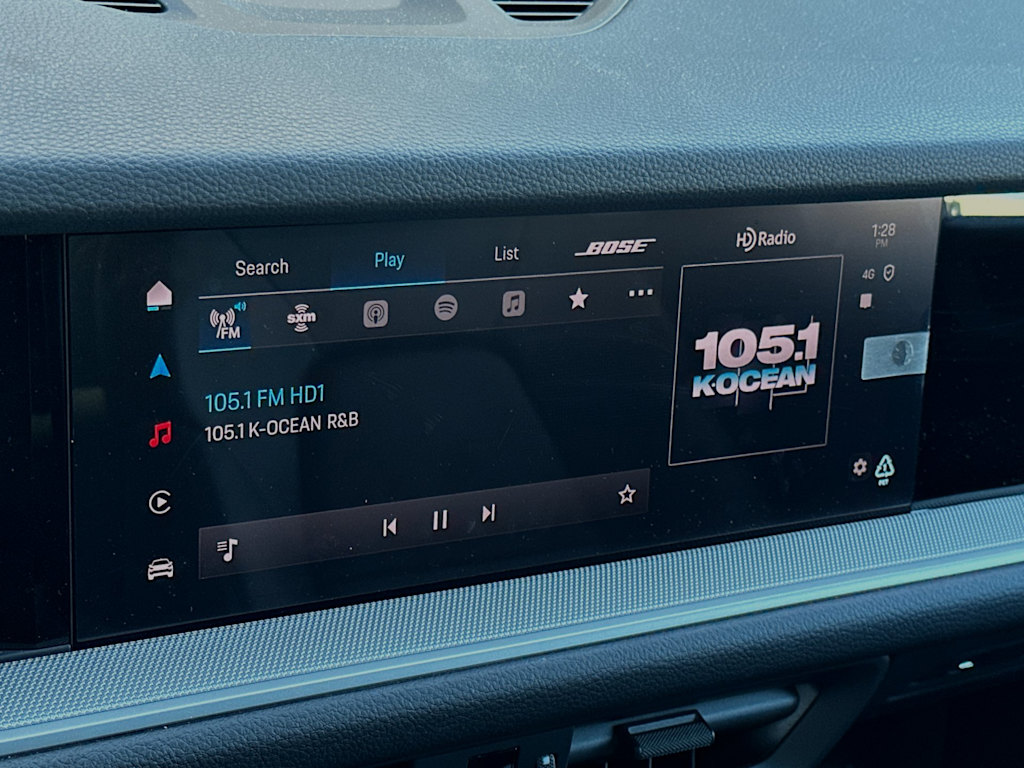 Search
Play
List
BOSE
HD Radio
1:28
PM
4G
FM
sxm
105.1
K-OCEAN
105.1 FM HD1
105.1 K-OCEAN R&B
PET